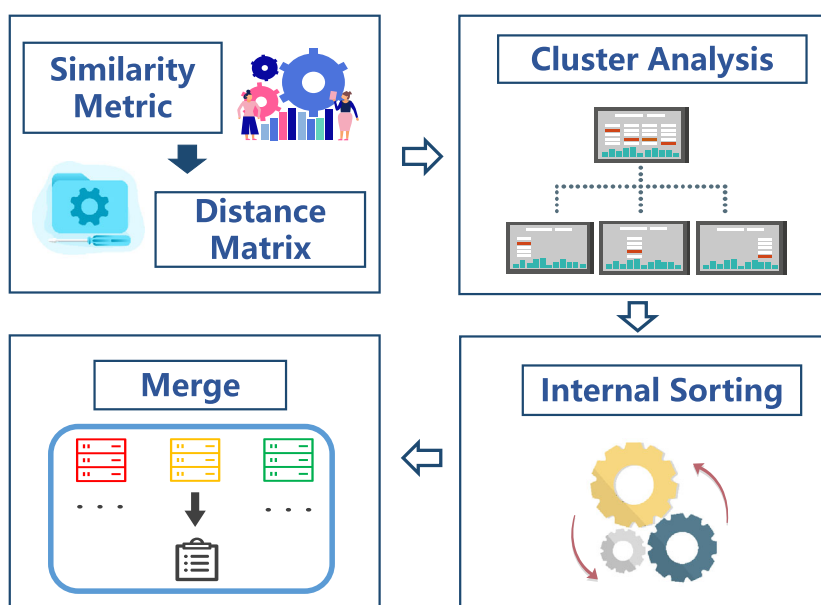 Similarity
Metric
Distance
Matrix
Cluster Analysis
Merge
Internal Sorting